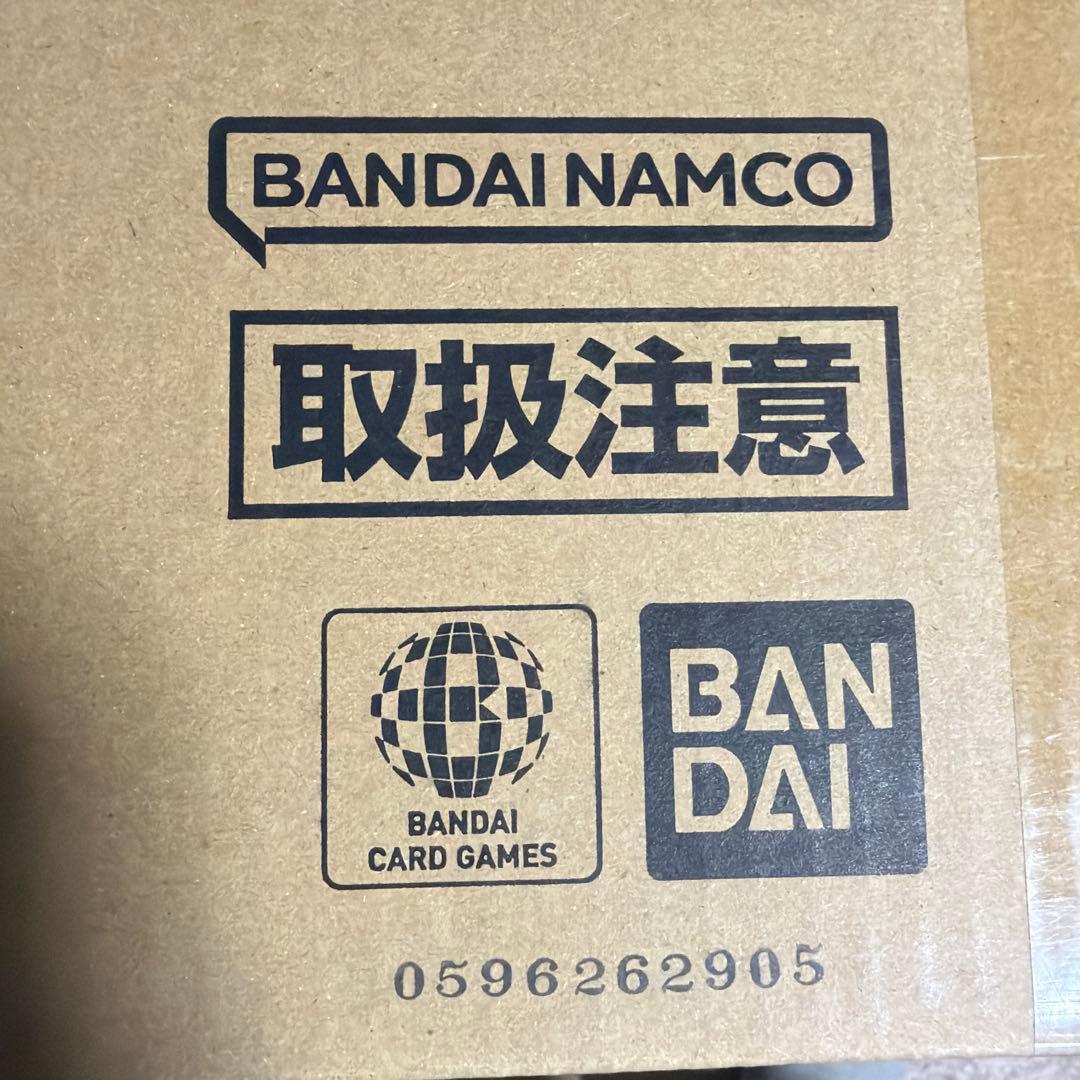 BANDAI NAMCO
取扱注意
BANDAI
CARD GAMES
BAN
DAI
0596262905